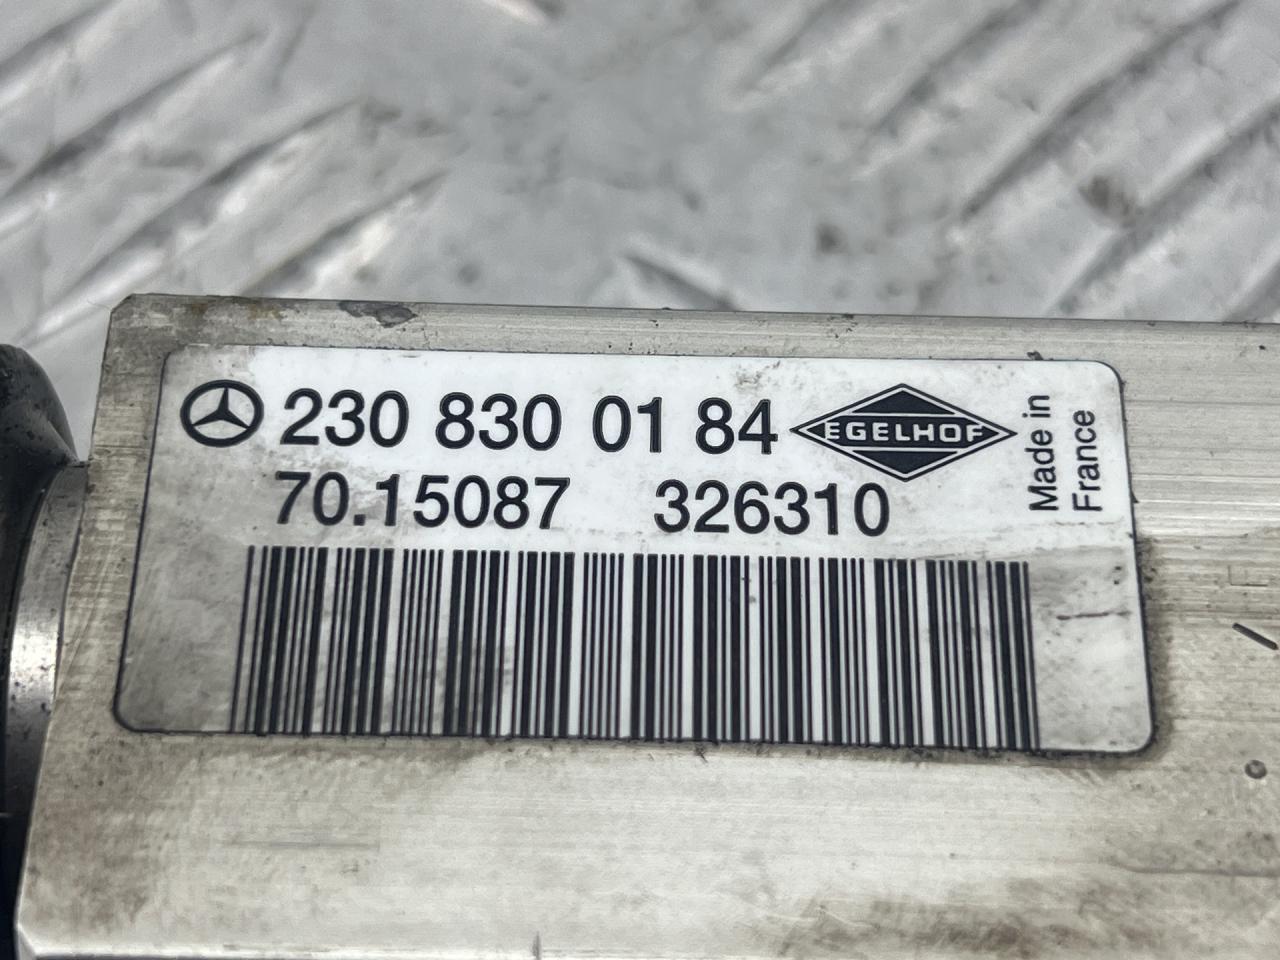 230 830 01 84
EGELHOF
70.15087 326310
Made in
France